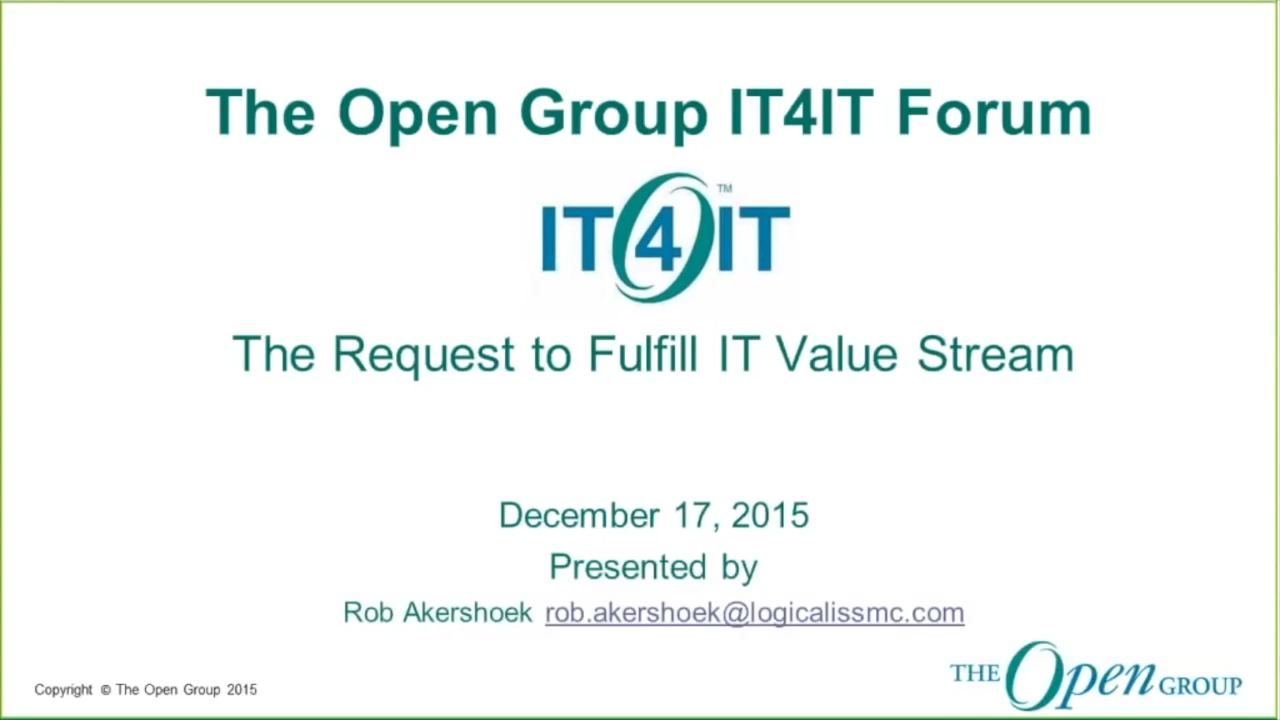 The Open Group IT4IT Forum
IT4IT™
The Request to Fulfill IT Value Stream
December 17, 2015
Presented by
Rob Akershoek rob.akershoek@logicalissmc.com
Copyright © The Open Group 2015
THE Open GROUP